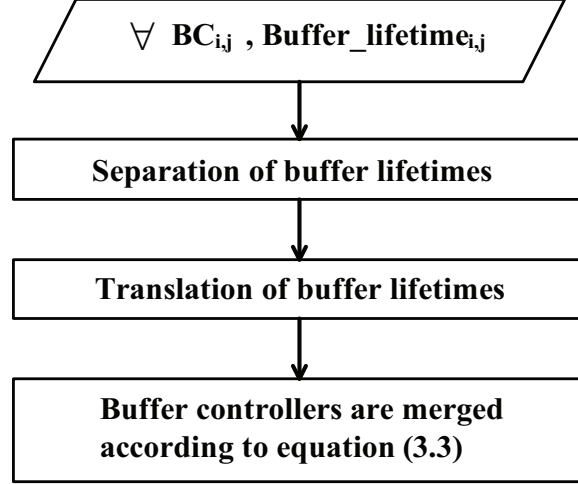 ∀ BCi,j , Buffer_lifetimei,j
Separation of buffer lifetimes
Translation of buffer lifetimes
Buffer controllers are merged
according to equation (3.3)